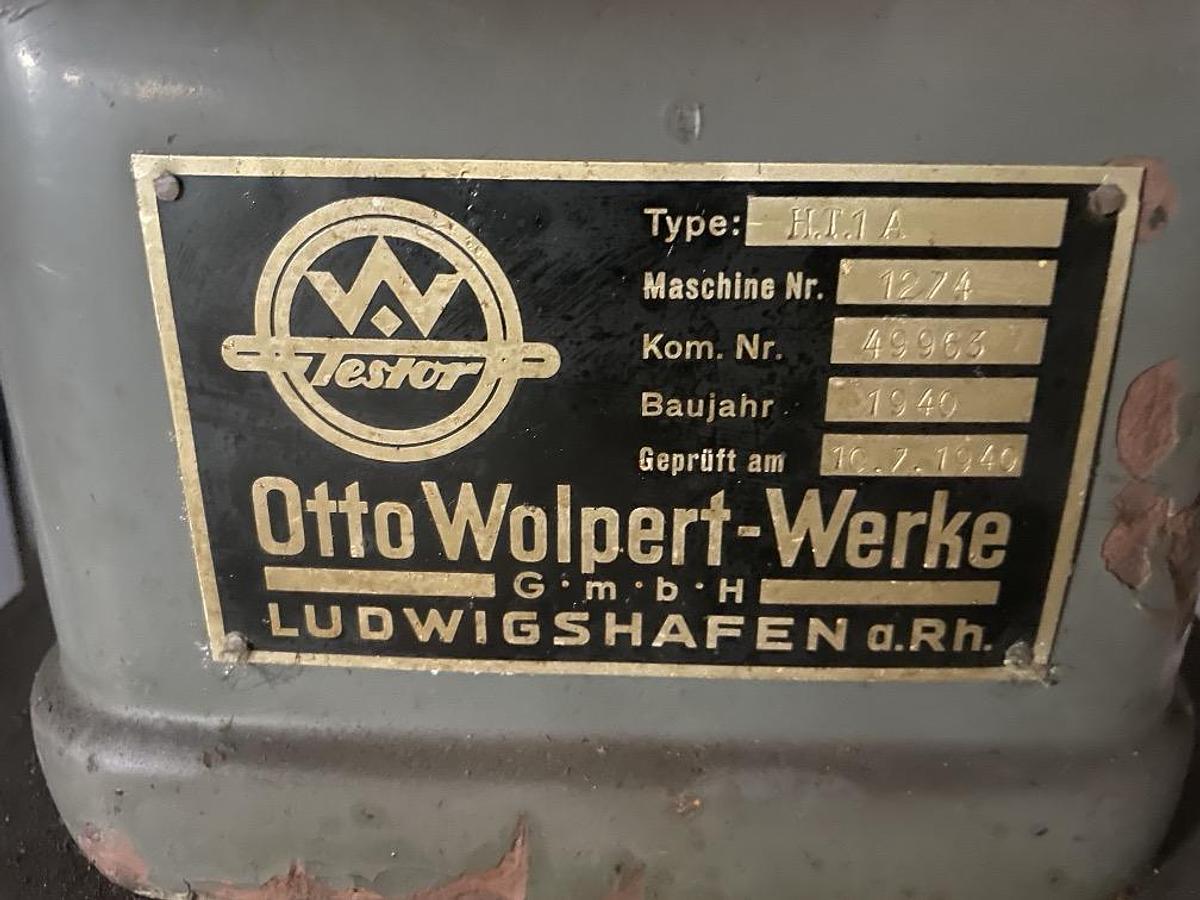 W
Testor
Type: H.T.1 A
Maschine Nr. 1274
Kom. Nr. 49963
Baujahr 1940
Geprüft am 10.7.1940
Otto Wolpert-Werke
G·m·b·H
LUDWIGSHAFEN a.Rh.